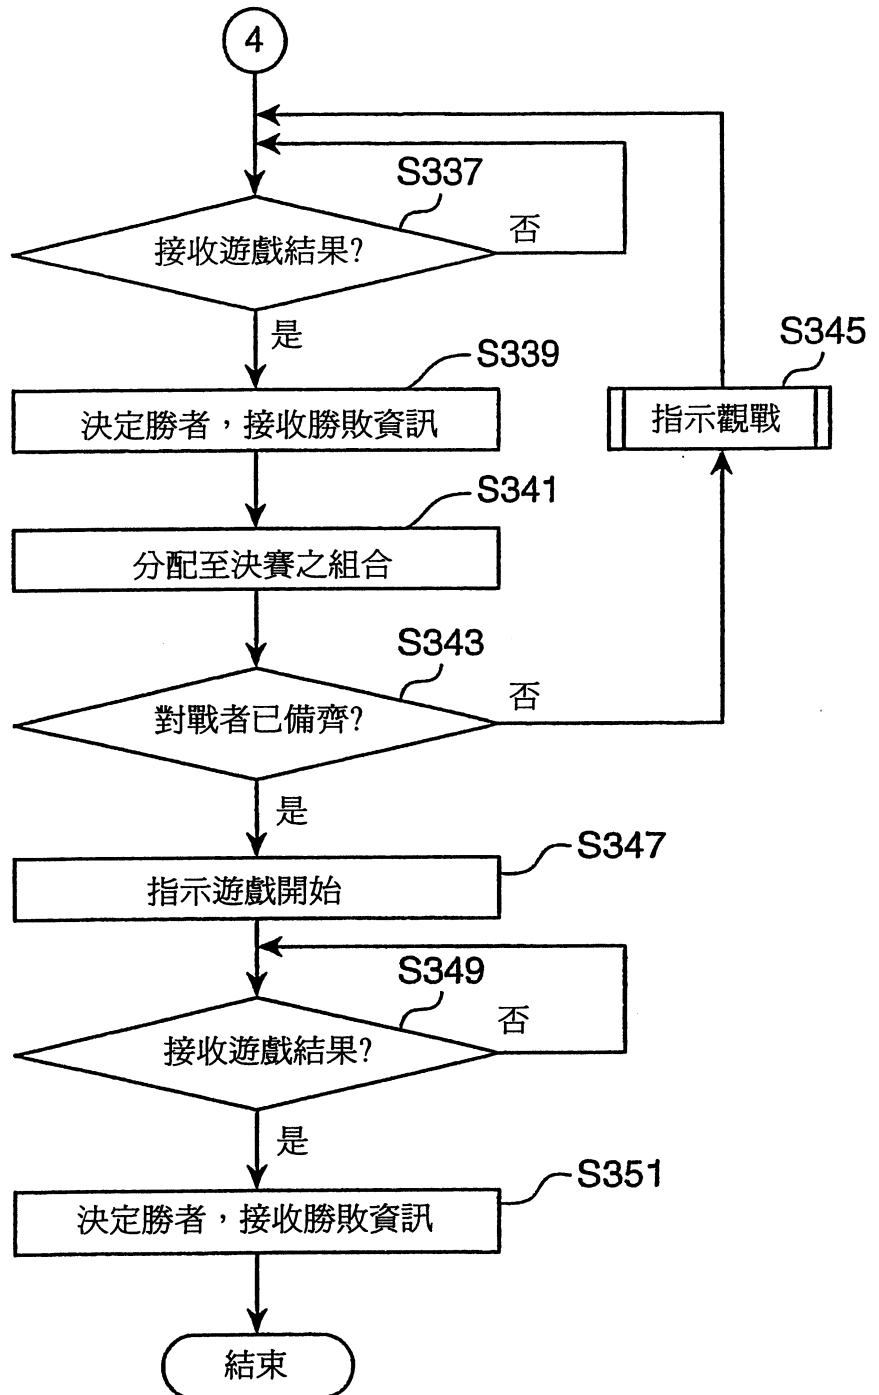 4
S337
接收遊戲結果?
否
是
S339
決定勝者,接收勝敗資訊
S345
指示觀戰
S341
分配至決賽之組合
S343
對戰者已備齊?
否
是
S347
指示遊戲開始
S349
接收遊戲結果?
否
是
S351
決定勝者,接收勝敗資訊
結束